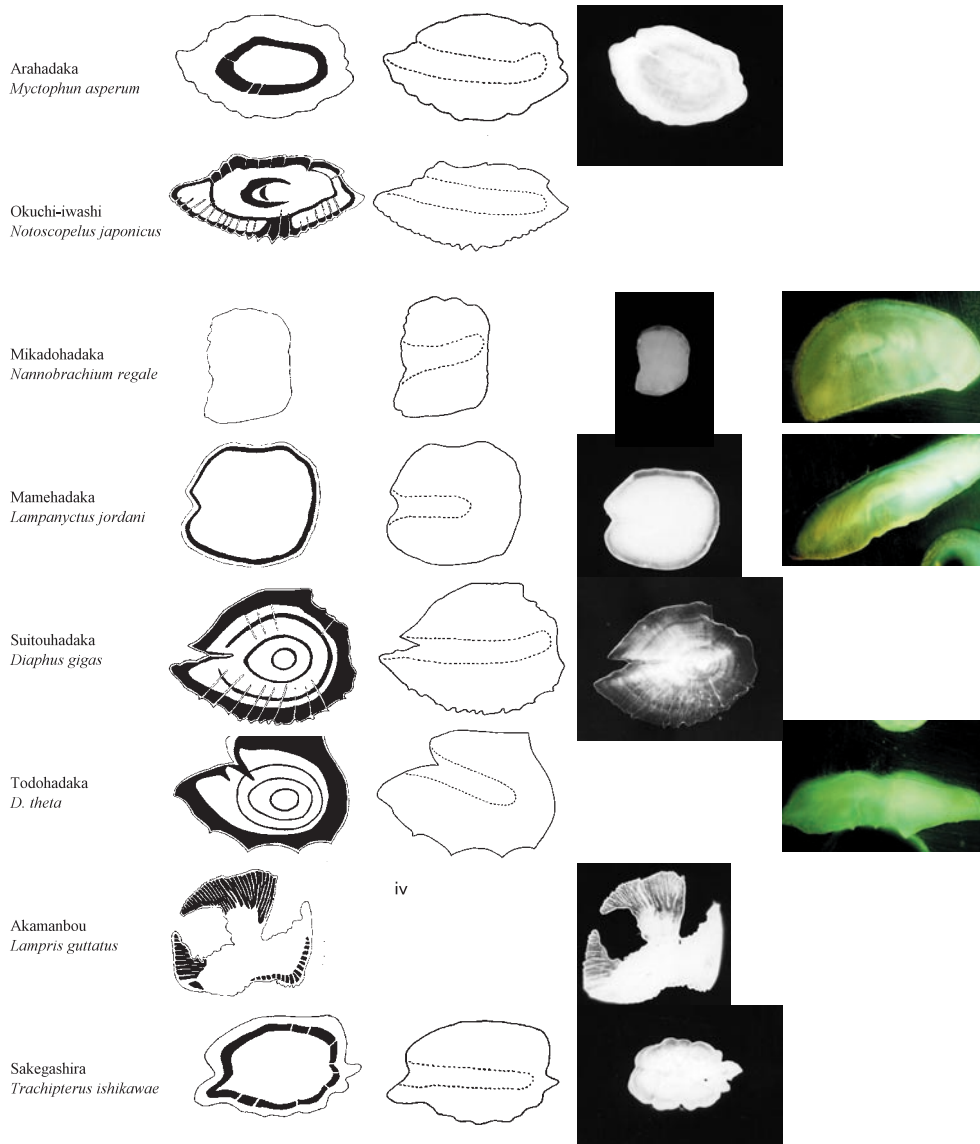 Arahadaka
Myctophun asperum
Okuchi-iwashi
Notoscopelus japonicus
Mikadohadaka
Nannobrachium regale
Mamehadaka
Lampanyctus jordani
Suitouhadaka
Diaphus gigas
Todohadaka
D. theta
iv
Akamanbou
Lampris guttatus
Sakegashira
Trachipterus ishikawae